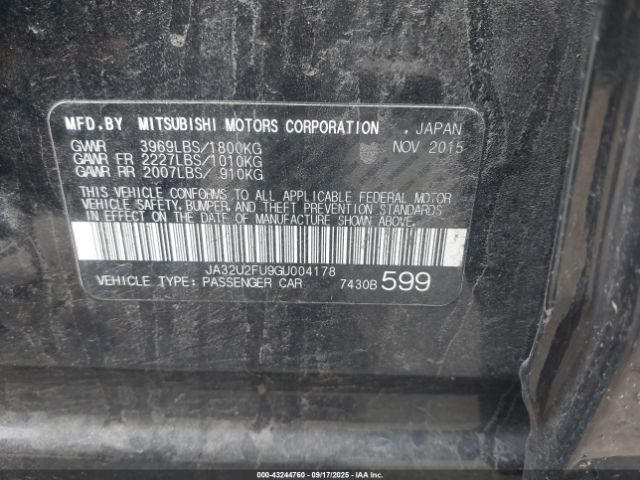 MFD.BY MITSUBISHI MOTORS CORPORATION , JAPAN
GVWR 3969LBS/1800KG NOV 2015
GAWR FR 2227LBS/1010KG
GAWR RR 2007LBS/ 910KG
THIS VEHICLE CONFORMS TO ALL APPLICABLE FEDERAL MOTOR
VEHICLE SAFETY, BUMPER, AND THEFT PREVENTION STANDARDS
IN EFFECT ON THE DATE OF MANUFACTURE SHOWN ABOVE.
JA32U2FU9GU004178
VEHICLE TYPE: PASSENGER CAR 7430B 599
000-43244760 - 09/17/2025 - IAAI.CA